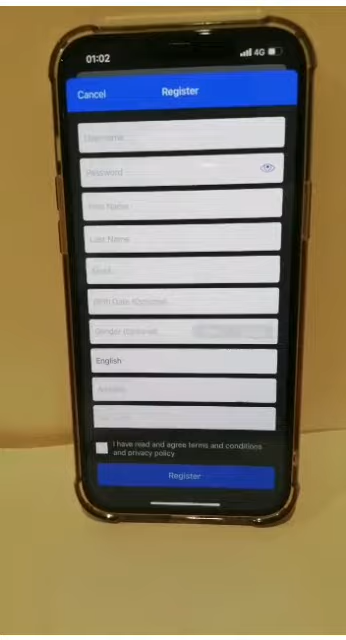 01:02
4G
Cancel
Register
Username
Password
First Name
Last Name
Email
Birth Date (Optional)
Gender (Optional)
English
Address
I have read and agree terms and conditions
and privacy policy
Register